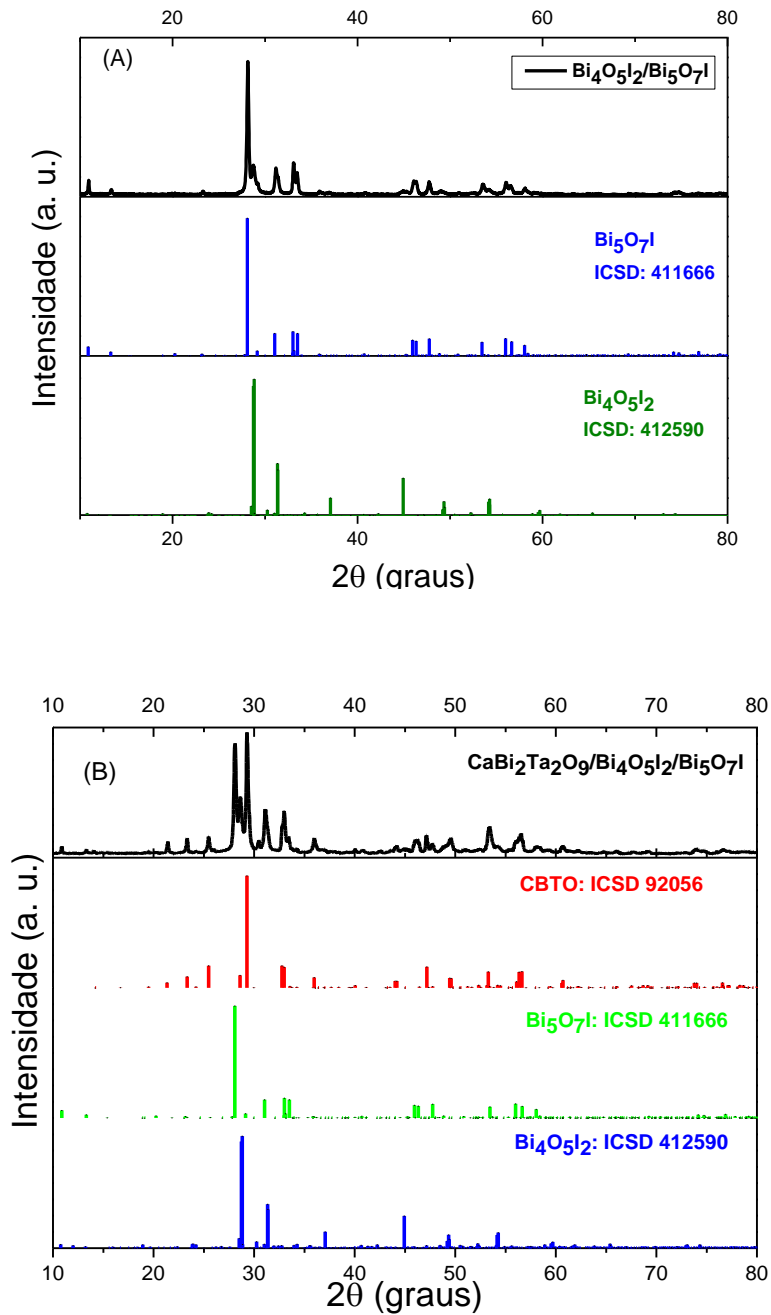 20 40 60 80
(A)
Bi4O5I2/Bi5O7I
Bi5O7I
ICSD: 411666
Bi4O5I2
ICSD: 412590
Intensidade (a. u.)
20 40 60 80
2θ (graus)
10 20 30 40 50 60 70 80
(B)
CaBi2Ta2O9/Bi4O5I2/Bi5O7I
CBTO: ICSD 92056
Bi5O7I: ICSD 411666
Bi4O5I2: ICSD 412590
Intensidade (a. u.)
10 20 30 40 50 60 70 80
2θ (graus)